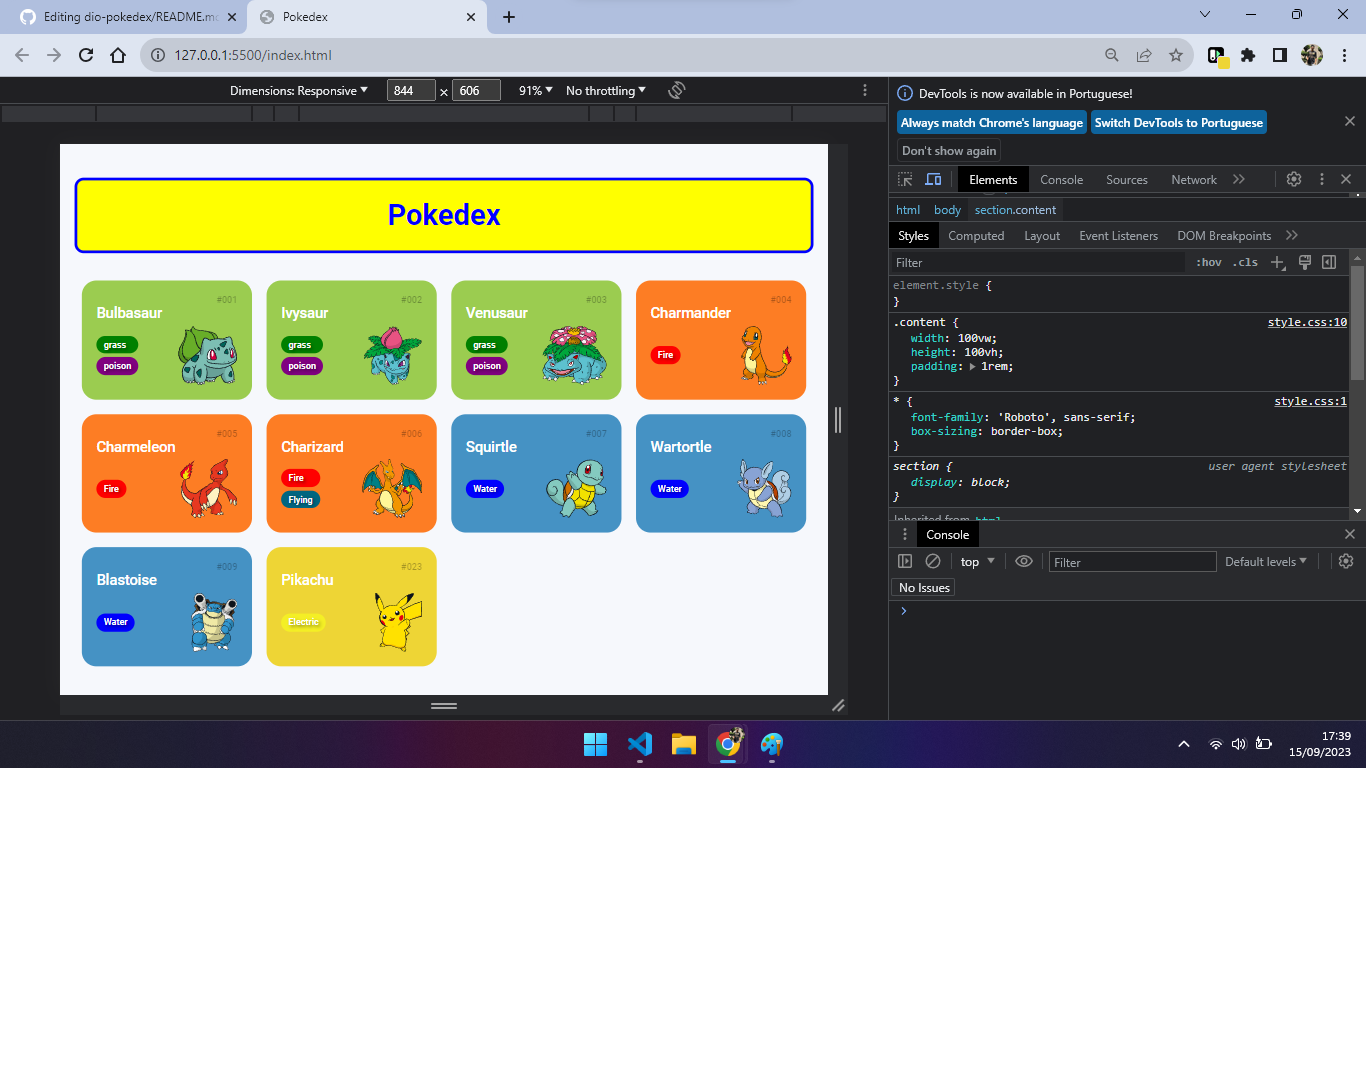 Editing dio-pokedex/README.m
Pokedex
127.0.0.1:5500/index.html
Dimensions: Responsive 844 × 606 91% No throttling
DevTools is now available in Portuguese!
Always match Chrome's language Switch DevTools to Portuguese
Don't show again
Elements Console Sources Network
html body section.content
Styles Computed Layout Event Listeners DOM Breakpoints
Filter :hov .cls
element.style {
}
.content { style.css:10
width: 100vw;
height: 100vh;
padding: 1rem;
}
* { style.css:1
font-family: 'Roboto', sans-serif;
box-sizing: border-box;
}
section { user agent stylesheet
display: block;
}
Inherited from html
Console
top Filter Default levels
No Issues
Pokedex
#001
Bulbasaur
grass
poison
#002
Ivysaur
grass
poison
#003
Venusaur
grass
poison
#004
Charmander
Fire
#005
Charmeleon
Fire
#006
Charizard
Fire
Flying
#007
Squirtle
Water
#008
Wartortle
Water
#009
Blastoise
Water
#023
Pikachu
Electric
17:39
15/09/2023